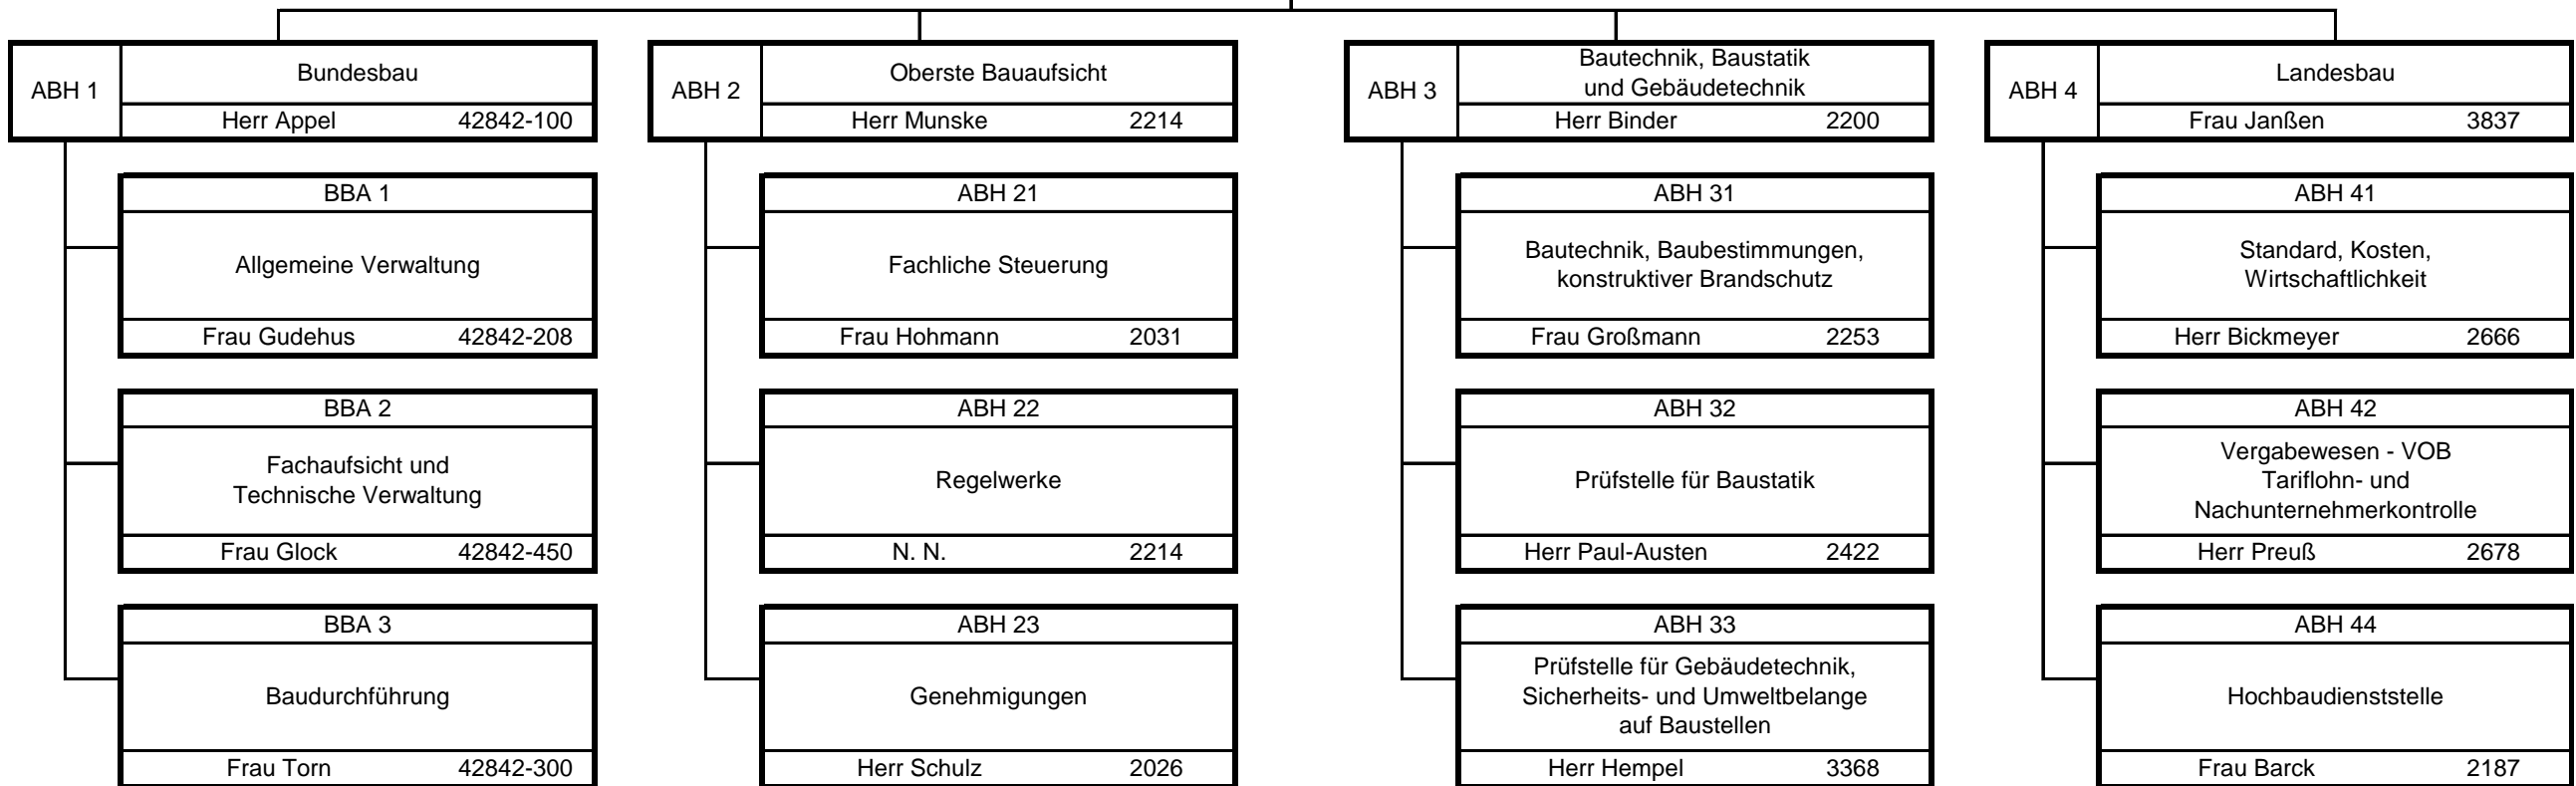 ABH 1
Bundesbau
Herr Appel 42842-100
BBA 1
Allgemeine Verwaltung
Frau Gudehus 42842-208
BBA 2
Fachaufsicht und
Technische Verwaltung
Frau Glock 42842-450
BBA 3
Baudurchführung
Frau Torn 42842-300
ABH 2
Oberste Bauaufsicht
Herr Munske 2214
ABH 21
Fachliche Steuerung
Frau Hohmann 2031
ABH 22
Regelwerke
N. N. 2214
ABH 23
Genehmigungen
Herr Schulz 2026
ABH 3
Bautechnik, Baustatik
und Gebäudetechnik
Herr Binder 2200
ABH 31
Bautechnik, Baubestimmungen,
konstruktiver Brandschutz
Frau Großmann 2253
ABH 32
Prüfstelle für Baustatik
Herr Paul-Austen 2422
ABH 33
Prüfstelle für Gebäudetechnik,
Sicherheits- und Umweltbelange
auf Baustellen
Herr Hempel 3368
ABH 4
Landesbau
Frau Janßen 3837
ABH 41
Standard, Kosten,
Wirtschaftlichkeit
Herr Bickmeyer 2666
ABH 42
Vergabewesen - VOB
Tariflohn- und
Nachunternehmerkontrolle
Herr Preuß 2678
ABH 44
Hochbaudienststelle
Frau Barck 2187